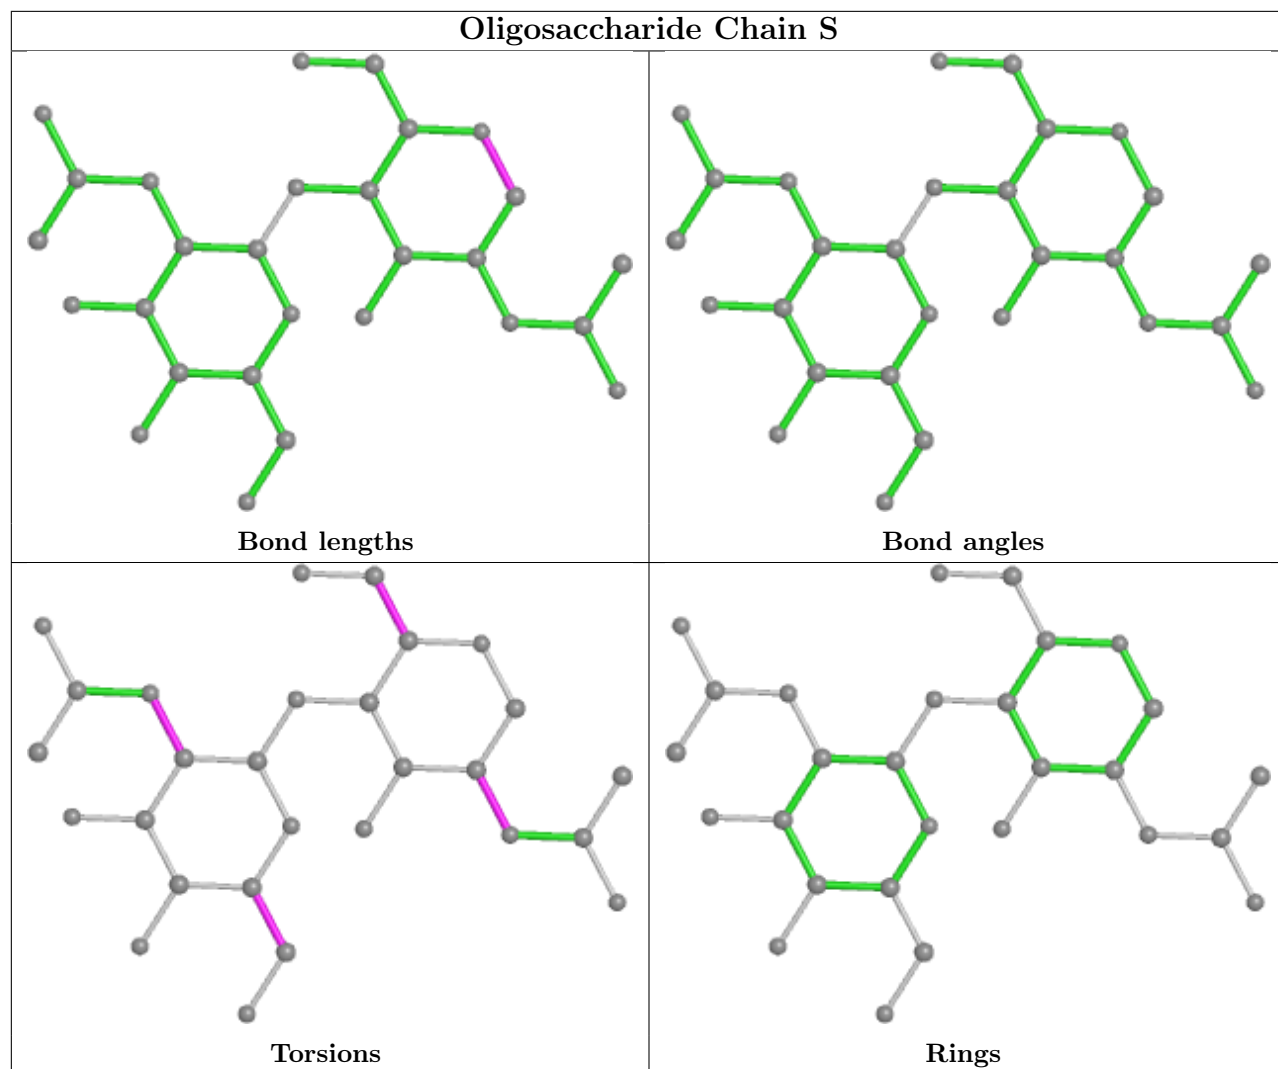 Oligosaccharide Chain S
Bond lengths
Bond angles
Torsions
Rings